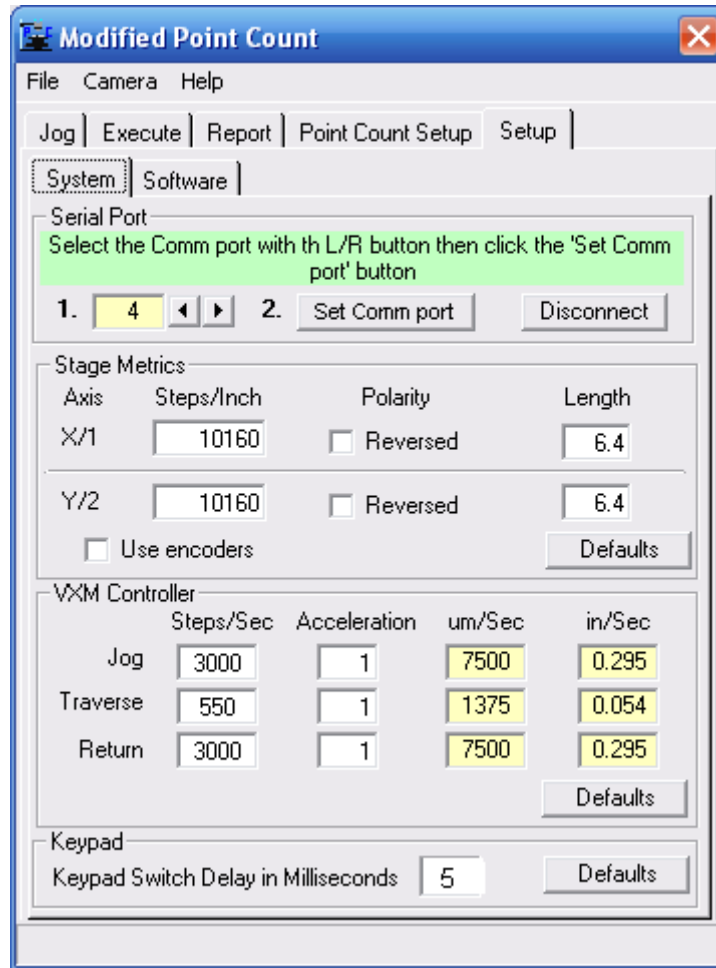 Modified Point Count
File Camera Help
Jog Execute Report Point Count Setup Setup
System Software
Serial Port
Select the Comm port with th L/R button then click the 'Set Comm
port' button
1. 4 2. Set Comm port Disconnect
Stage Metrics
Axis Steps/Inch Polarity Length
X/1 10160 Reversed 6.4
Y/2 10160 Reversed 6.4
Use encoders Defaults
VXM Controller
Steps/Sec Acceleration um/Sec in/Sec
Jog 3000 1 7500 0.295
Traverse 550 1 1375 0.054
Return 3000 1 7500 0.295
Defaults
Keypad
Keypad Switch Delay in Milliseconds 5 Defaults